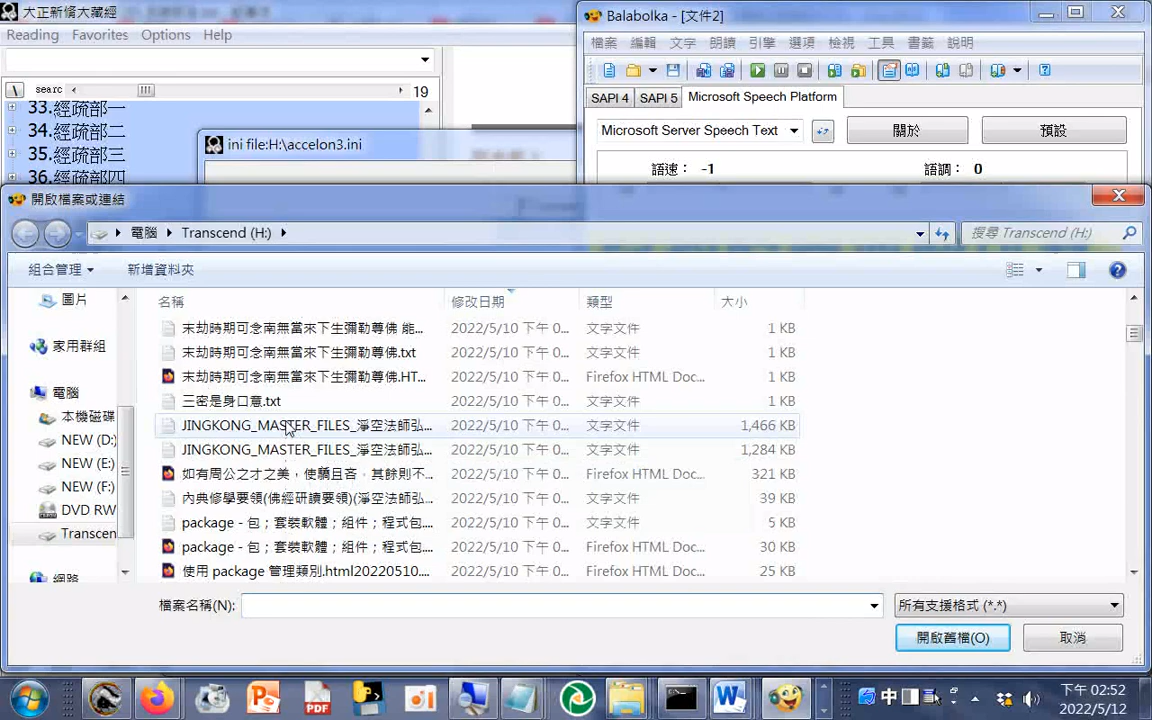 大正新脩大藏經
Reading Favorites Options Help
searc
19
33.經疏部一
34.經疏部二
35.經疏部三
36.經疏部四
ini file:H:\accelon3.ini
Balabolka - [文件2]
檔案 編輯 文字 朗讀 引擎 選項 檢視 工具 書籤 說明
SAPI 4 SAPI 5 Microsoft Speech Platform
Microsoft Server Speech Text
關於
預設
語速： -1
語調： 0
開啟檔案或連結
電腦 Transcend (H:)
搜尋 Transcend (H:)
組合管理
新增資料夾
圖片
家用群組
電腦
本機磁碟
NEW (D:)
NEW (E:)
NEW (F:)
DVD RW
Transcen
網路
名稱 修改日期 類型 大小
末劫時期可念南無當來下生彌勒尊佛 能... 2022/5/10 下午 0... 文字文件 1 KB
末劫時期可念南無當來下生彌勒尊佛.txt 2022/5/10 下午 0... 文字文件 1 KB
末劫時期可念南無當來下生彌勒尊佛.HT... 2022/5/10 下午 0... Firefox HTML Doc... 1 KB
三密是身口意.txt 2022/5/10 下午 0... 文字文件 1 KB
JINGKONG_MASTER_FILES_淨空法師弘... 2022/5/10 下午 0... 文字文件 1,466 KB
JINGKONG_MASTER_FILES_淨空法師弘... 2022/5/10 下午 0... 文字文件 1,284 KB
如有周公之才之美，使驕且吝，其餘則不... 2022/5/10 下午 0... Firefox HTML Doc... 321 KB
內典修學要領(佛經研讀要領)(淨空法師弘... 2022/5/10 下午 0... 文字文件 39 KB
package - 包；套裝軟體；組件；程式包.... 2022/5/10 下午 0... 文字文件 5 KB
package - 包；套裝軟體；組件；程式包.... 2022/5/10 下午 0... Firefox HTML Doc... 30 KB
使用 package 管理類別.html20220510.... 2022/5/10 下午 0... Firefox HTML Doc... 25 KB
檔案名稱(N):
所有支援格式 (*.*)
開啟舊檔(O)
取消
中
下午 02:52
2022/5/12